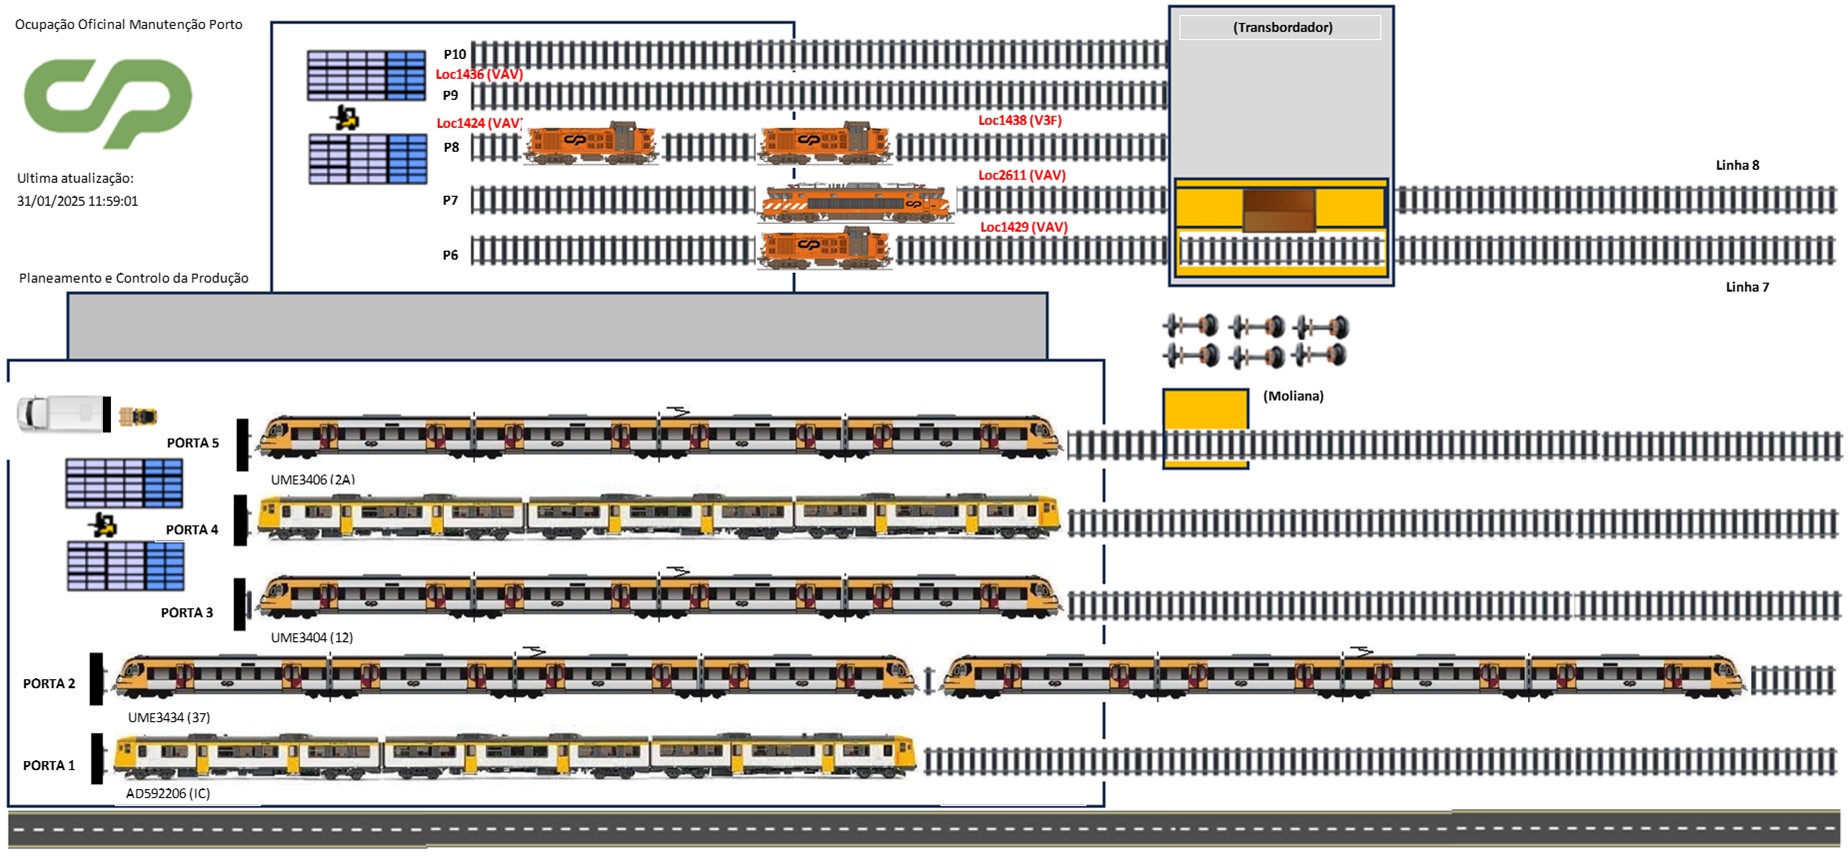 Ocupação Oficinal Manutenção Porto
Ultima atualização:
31/01/2025 11:59:01
Planeamento e Controlo da Produção
(Transbordador)
P10
Loc1436 (VAV)
P9
Loc1424 (VAV)
Loc1438 (V3F)
P8
Loc2611 (VAV)
P7
Loc1429 (VAV)
P6
Linha 8
Linha 7
(Moliana)
PORTA 5
UME3406 (2A)
PORTA 4
PORTA 3
UME3404 (12)
PORTA 2
UME3434 (37)
PORTA 1
AD592206 (IC)